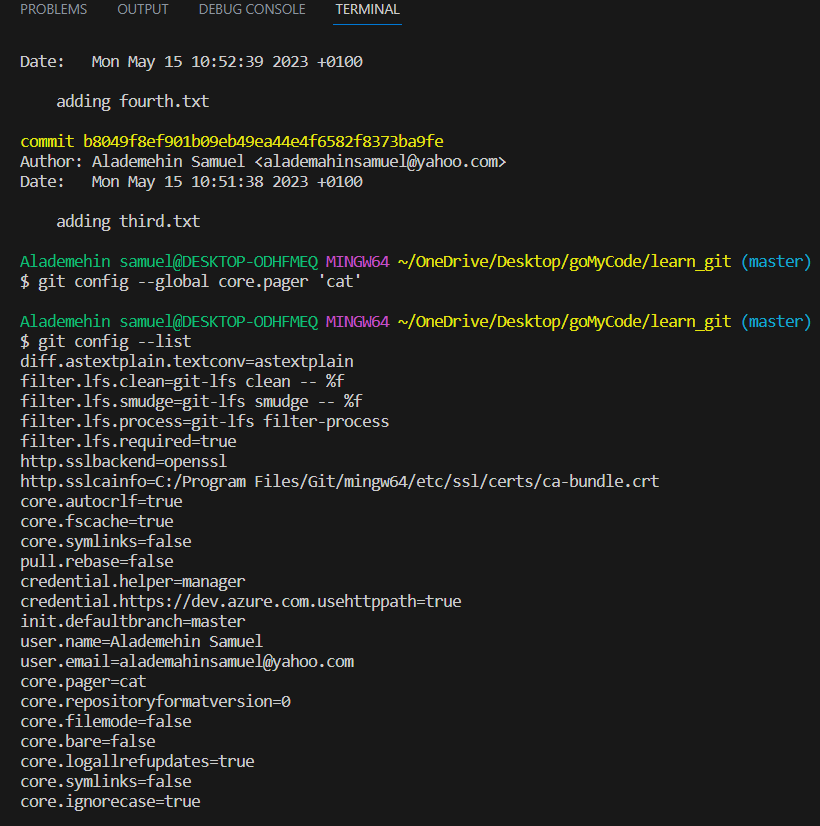 PROBLEMS OUTPUT DEBUG CONSOLE TERMINAL
Date:   Mon May 15 10:52:39 2023 +0100
    adding fourth.txt
commit b8049f8ef901b09eb49ea44e4f6582f8373ba9fe
Author: Alademehin Samuel <alademahinsamuel@yahoo.com>
Date:   Mon May 15 10:51:38 2023 +0100
    adding third.txt
Alademehin samuel@DESKTOP-ODHFMEQ MINGW64 ~/OneDrive/Desktop/goMyCode/learn_git (master)
$ git config --global core.pager 'cat'
Alademehin samuel@DESKTOP-ODHFMEQ MINGW64 ~/OneDrive/Desktop/goMyCode/learn_git (master)
$ git config --list
diff.astextplain.textconv=astextplain
filter.lfs.clean=git-lfs clean -- %f
filter.lfs.smudge=git-lfs smudge -- %f
filter.lfs.process=git-lfs filter-process
filter.lfs.required=true
http.sslbackend=openssl
http.sslcainfo=C:/Program Files/Git/mingw64/etc/ssl/certs/ca-bundle.crt
core.autocrlf=true
core.fscache=true
core.symlinks=false
pull.rebase=false
credential.helper=manager
credential.https://dev.azure.com.usehttppath=true
init.defaultbranch=master
user.name=Alademehin Samuel
user.email=alademahinsamuel@yahoo.com
core.pager=cat
core.repositoryformatversion=0
core.filemode=false
core.bare=false
core.logallrefupdates=true
core.symlinks=false
core.ignorecase=true